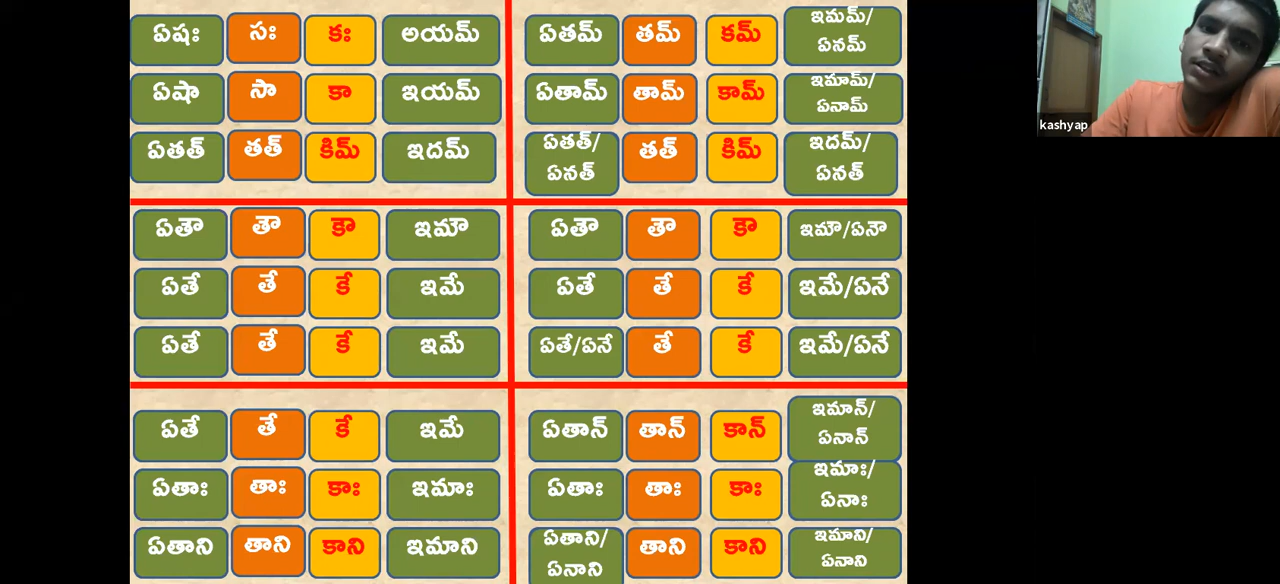 ఏషః సః కః అయమ్
ఏషా సా కా ఇయమ్
ఏతత్ తత్ కిమ్ ఇదమ్
ఏతమ్ తమ్ కమ్ ఇమమ్/
ఏనమ్
ఏతామ్ తామ్ కామ్ ఇమామ్/
ఏనామ్
ఏతత్/
ఏనత్ తత్ కిమ్ ఇదమ్/
ఏనత్
ఏతౌ తౌ కౌ ఇమౌ
ఏతే తే కే ఇమే
ఏతే తే కే ఇమే
ఏతౌ తౌ కౌ ఇమౌ/ఏనౌ
ఏతే తే కే ఇమే/ఏనే
ఏతే/ఏనే తే కే ఇమే/ఏనే
ఏతే తే కే ఇమే
ఏతాః తాః కాః ఇమాః
ఏతాని తాని కాని ఇమాని
ఏతాన్ తాన్ కాన్ ఇమాన్/
ఏనాన్
ఏతాః తాః కాః ఇమాః/
ఏనాః
ఏతాని/
ఏనాని తాని కాని ఇమాని/
ఏనాని
kashyap